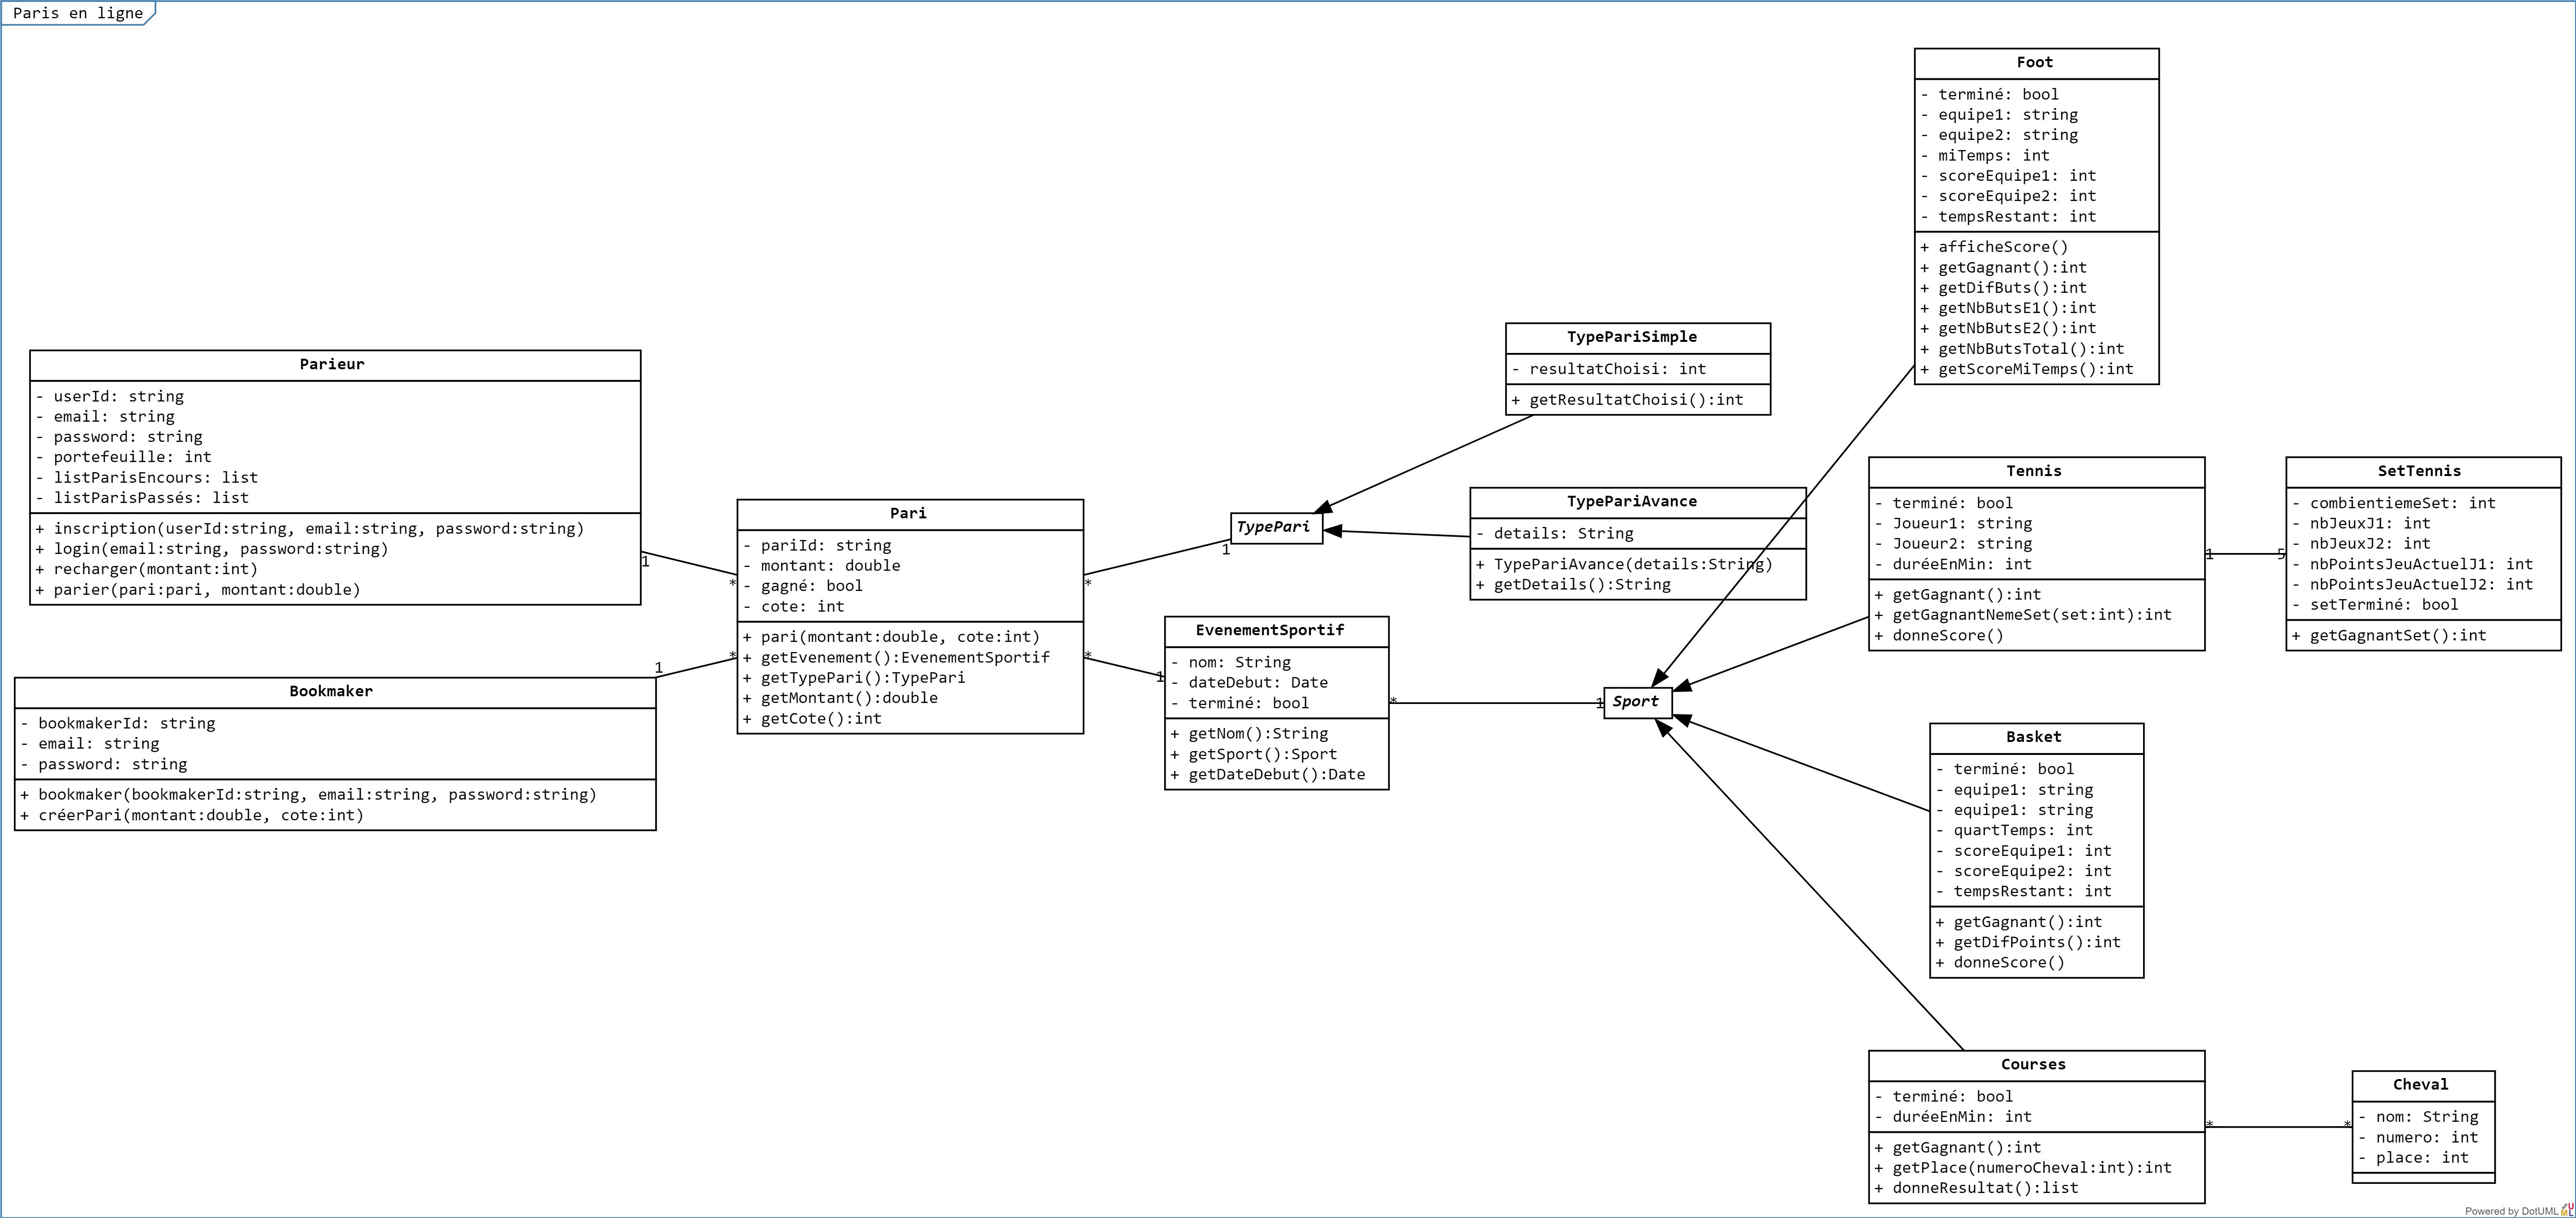 Paris en ligne
Foot
- terminé: bool
- equipe1: string
- equipe2: string
- miTemps: int
- scoreEquipe1: int
- scoreEquipe2: int
- tempsRestant: int
+ afficheScore()
+ getGagnant():int
+ getDifButs():int
+ getNbButsE1():int
+ getNbButsE2():int
+ getNbButsTotal():int
+ getScoreMiTemps():int
TypePariSimple
- resultatChoisi: int
+ getResultatChoisi():int
Parieur
- userId: string
- email: string
- password: string
- portefeuille: int
- listParisEncours: list
- listParisPassés: list
+ inscription(userId:string, email:string, password:string)
+ login(email:string, password:string)
+ recharger(montant:int)
+ parier(pari:pari, montant:double)
1
*
Pari
- pariId: string
- montant: double
- gagné: bool
- cote: int
+ pari(montant:double, cote:int)
+ getEvenement():EvenementSportif
+ getTypePari():TypePari
+ getMontant():double
+ getCote():int
*
1
TypePari
TypePariAvance
- details: String
+ TypePariAvance(details:String)
+ getDetails():String
Tennis
- terminé: bool
- Joueur1: string
- Joueur2: string
- duréeEnMin: int
+ getGagnant():int
+ getGagnantNemeSet(set:int):int
+ donneScore()
1
5
SetTennis
- combientiemeSet: int
- nbJeuxJ1: int
- nbJeuxJ2: int
- nbPointsJeuActuelJ1: int
- nbPointsJeuActuelJ2: int
- setTerminé: bool
+ getGagnantSet():int
1
*
Bookmaker
- bookmakerId: string
- email: string
- password: string
+ bookmaker(bookmakerId:string, email:string, password:string)
+ créerPari(montant:double, cote:int)
*
1
EvenementSportif
- nom: String
- dateDebut: Date
- terminé: bool
+ getNom():String
+ getSport():Sport
+ getDateDebut():Date
*
1
Sport
Basket
- terminé: bool
- equipe1: string
- equipe1: string
- quartTemps: int
- scoreEquipe1: int
- scoreEquipe2: int
- tempsRestant: int
+ getGagnant():int
+ getDifPoints():int
+ donneScore()
Courses
- terminé: bool
- duréeEnMin: int
+ getGagnant():int
+ getPlace(numeroCheval:int):int
+ donneResultat():list
*
*
Cheval
- nom: String
- numero: int
- place: int
Powered by DotUML